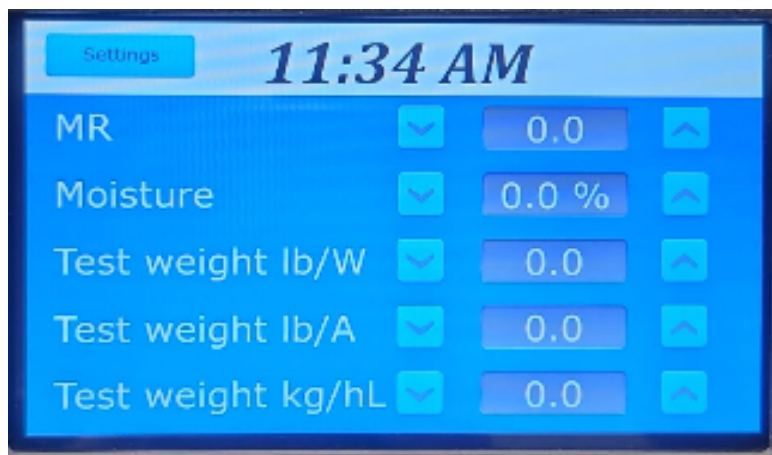 Settings 11:34 AM
MR 0.0
Moisture 0.0 %
Test weight lb/W 0.0
Test weight lb/A 0.0
Test weight kg/hL 0.0